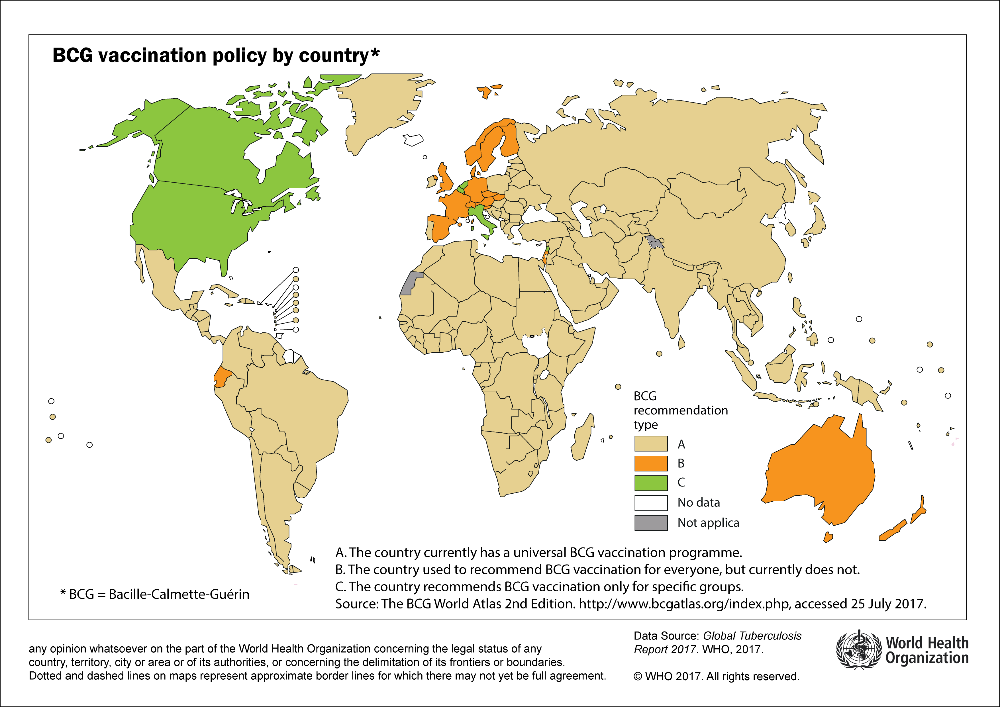 BCG vaccination policy by country*
BCG
recommendation
type
A
B
C
No data
Not applica
A. The country currently has a universal BCG vaccination programme.
B. The country used to recommend BCG vaccination for everyone, but currently does not.
C. The country recommends BCG vaccination only for specific groups.
Source: The BCG World Atlas 2nd Edition. http://www.bcgatlas.org/index.php, accessed 25 July 2017.
* BCG = Bacille-Calmette-Guérin
any opinion whatsoever on the part of the World Health Organization concerning the legal status of any
country, territory, city or area or of its authorities, or concerning the delimitation of its frontiers or boundaries.
Dotted and dashed lines on maps represent approximate border lines for which there may not yet be full agreement.
Data Source: Global Tuberculosis
Report 2017. WHO, 2017.
© WHO 2017. All rights reserved.
World Health
Organization